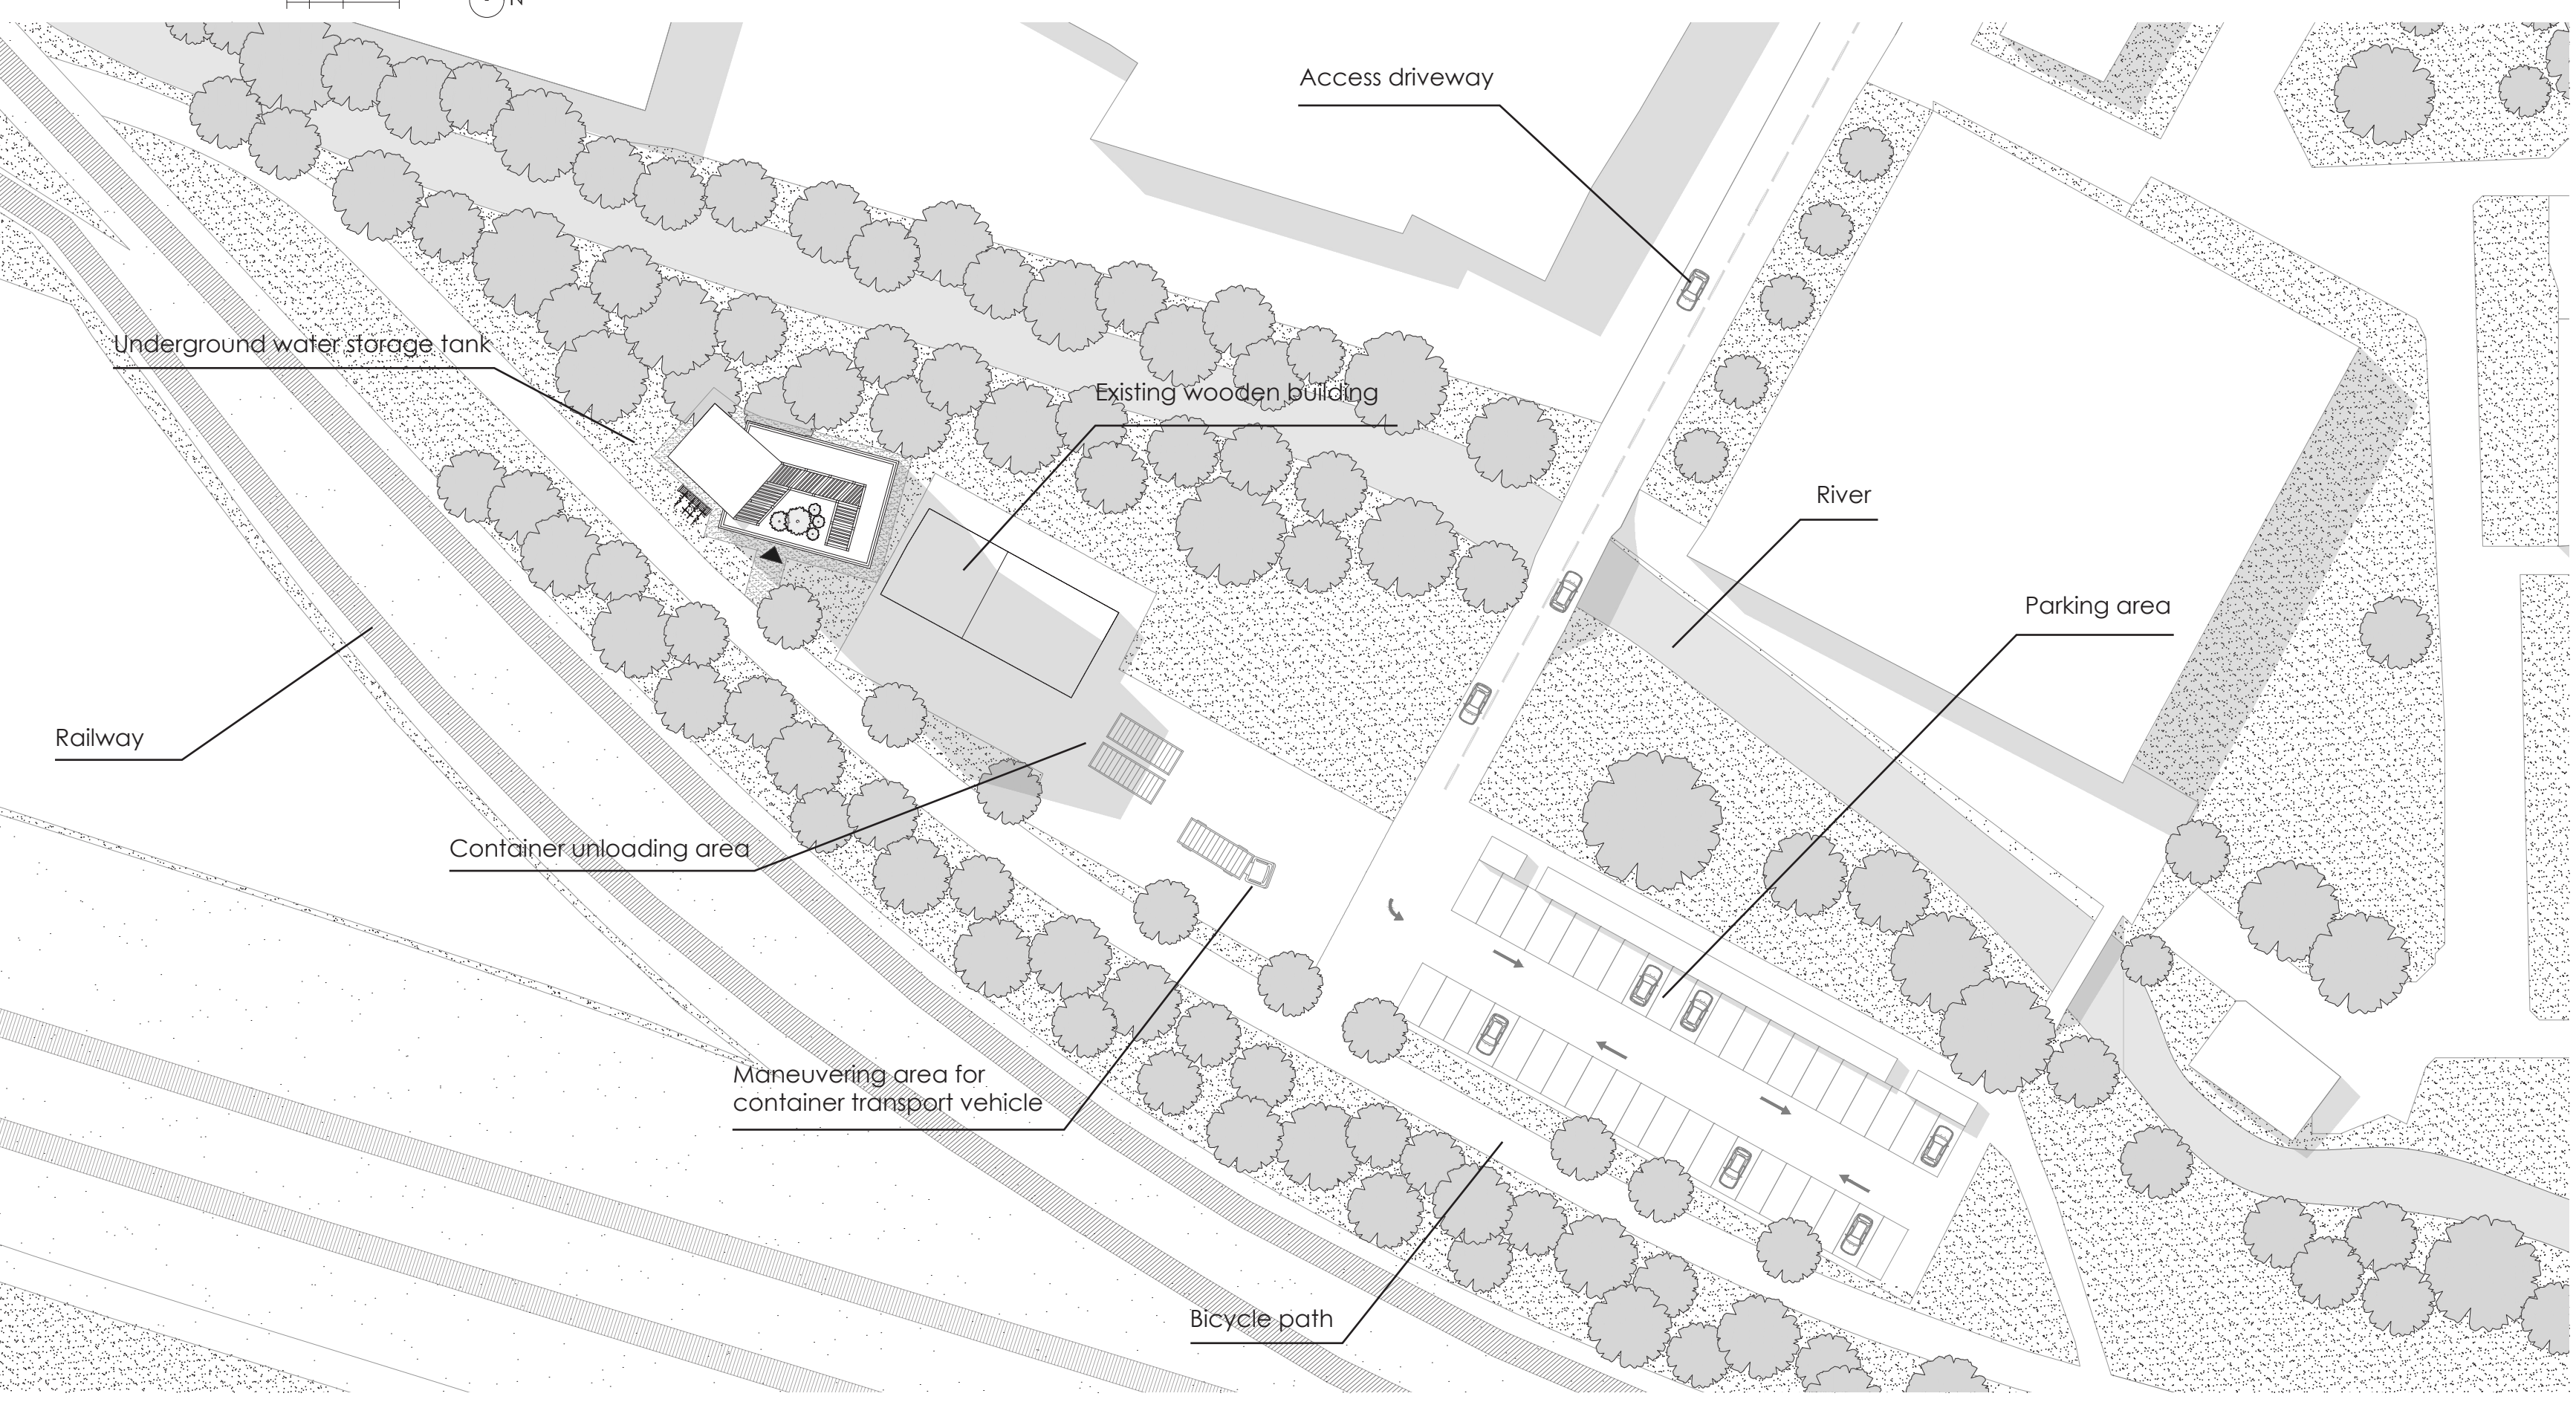 N
Access driveway
Underground water storage tank
Existing wooden building
River
Parking area
Railway
Container unloading area
Maneuvering area for
container transport vehicle
Bicycle path